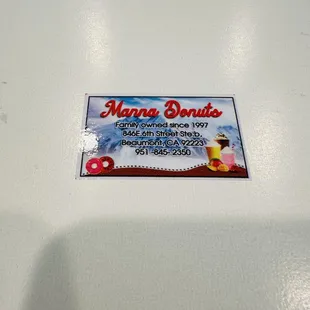 Manna Donuts
Family owned since 1997
846E.6th Street Ste.b.
Beaumont, CA 92223
951-845-2350